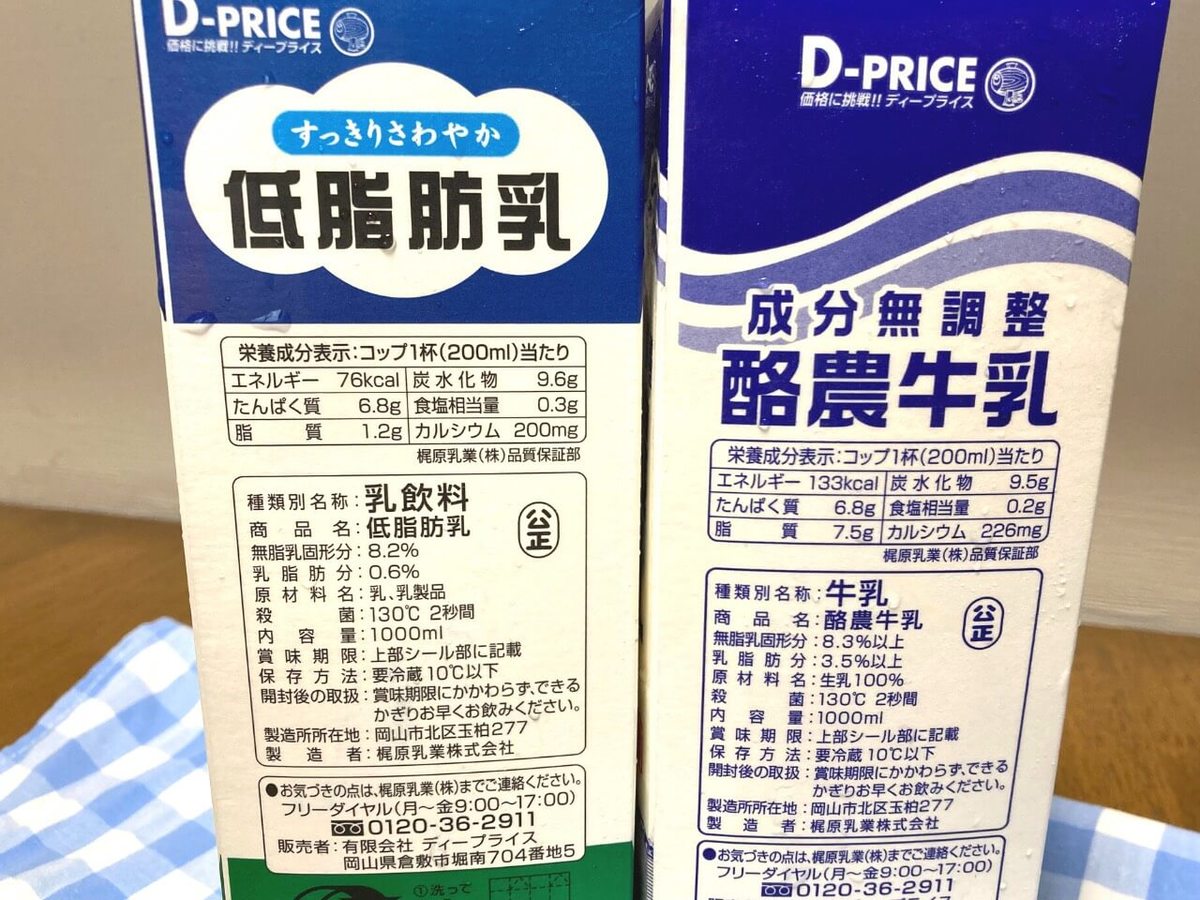 D-PRICE
価格に挑戦!! ディープライス
すっきりさわやか
低脂肪乳
栄養成分表示:コップ1杯(200ml)当たり
エネルギー 76kcal 炭水化物 9.6g
たんぱく質 6.8g 食塩相当量 0.3g
脂質 1.2g カルシウム 200mg
梶原乳業(株)品質保証部
種類別名称:乳飲料
商品名:低脂肪乳
公正
無脂乳固形分:8.2%
乳脂肪分:0.6%
原材料名:乳、乳製品
殺菌:130℃ 2秒間
内容量:1000ml
賞味期限:上部シール部に記載
保存方法:要冷蔵10℃以下
開封後の取扱:賞味期限にかかわらず、できる
かぎりお早くお飲みください。
製造所所在地:岡山市北区玉柏277
製造者:梶原乳業株式会社
●お気づきの点は、梶原乳業(株)までご連絡ください。
フリーダイヤル(月〜金9:00〜17:00)
0120-36-2911
販売者:有限会社 ディープライス
岡山県倉敷市堀南704番地5
①洗って
D-PRICE
価格に挑戦!! ディープライス
成分無調整
酪農牛乳
栄養成分表示:コップ1杯(200ml)当たり
エネルギー 133kcal 炭水化物 9.5g
たんぱく質 6.8g 食塩相当量 0.2g
脂質 7.5g カルシウム 226mg
梶原乳業(株)品質保証部
種類別名称:牛乳
商品名:酪農牛乳
公正
無脂乳固形分:8.3%以上
乳脂肪分:3.5%以上
原材料名:生乳100%
殺菌:130℃ 2秒間
内容量:1000ml
賞味期限:上部シール部に記載
保存方法:要冷蔵10℃以下
開封後の取扱:賞味期限にかかわらず、できる
かぎりお早くお飲みください。
製造所所在地:岡山市北区玉柏277
製造者:梶原乳業株式会社
●お気づきの点は、梶原乳業(株)までご連絡ください。
フリーダイヤル(月〜金9:00〜17:00)
0120-36-2911